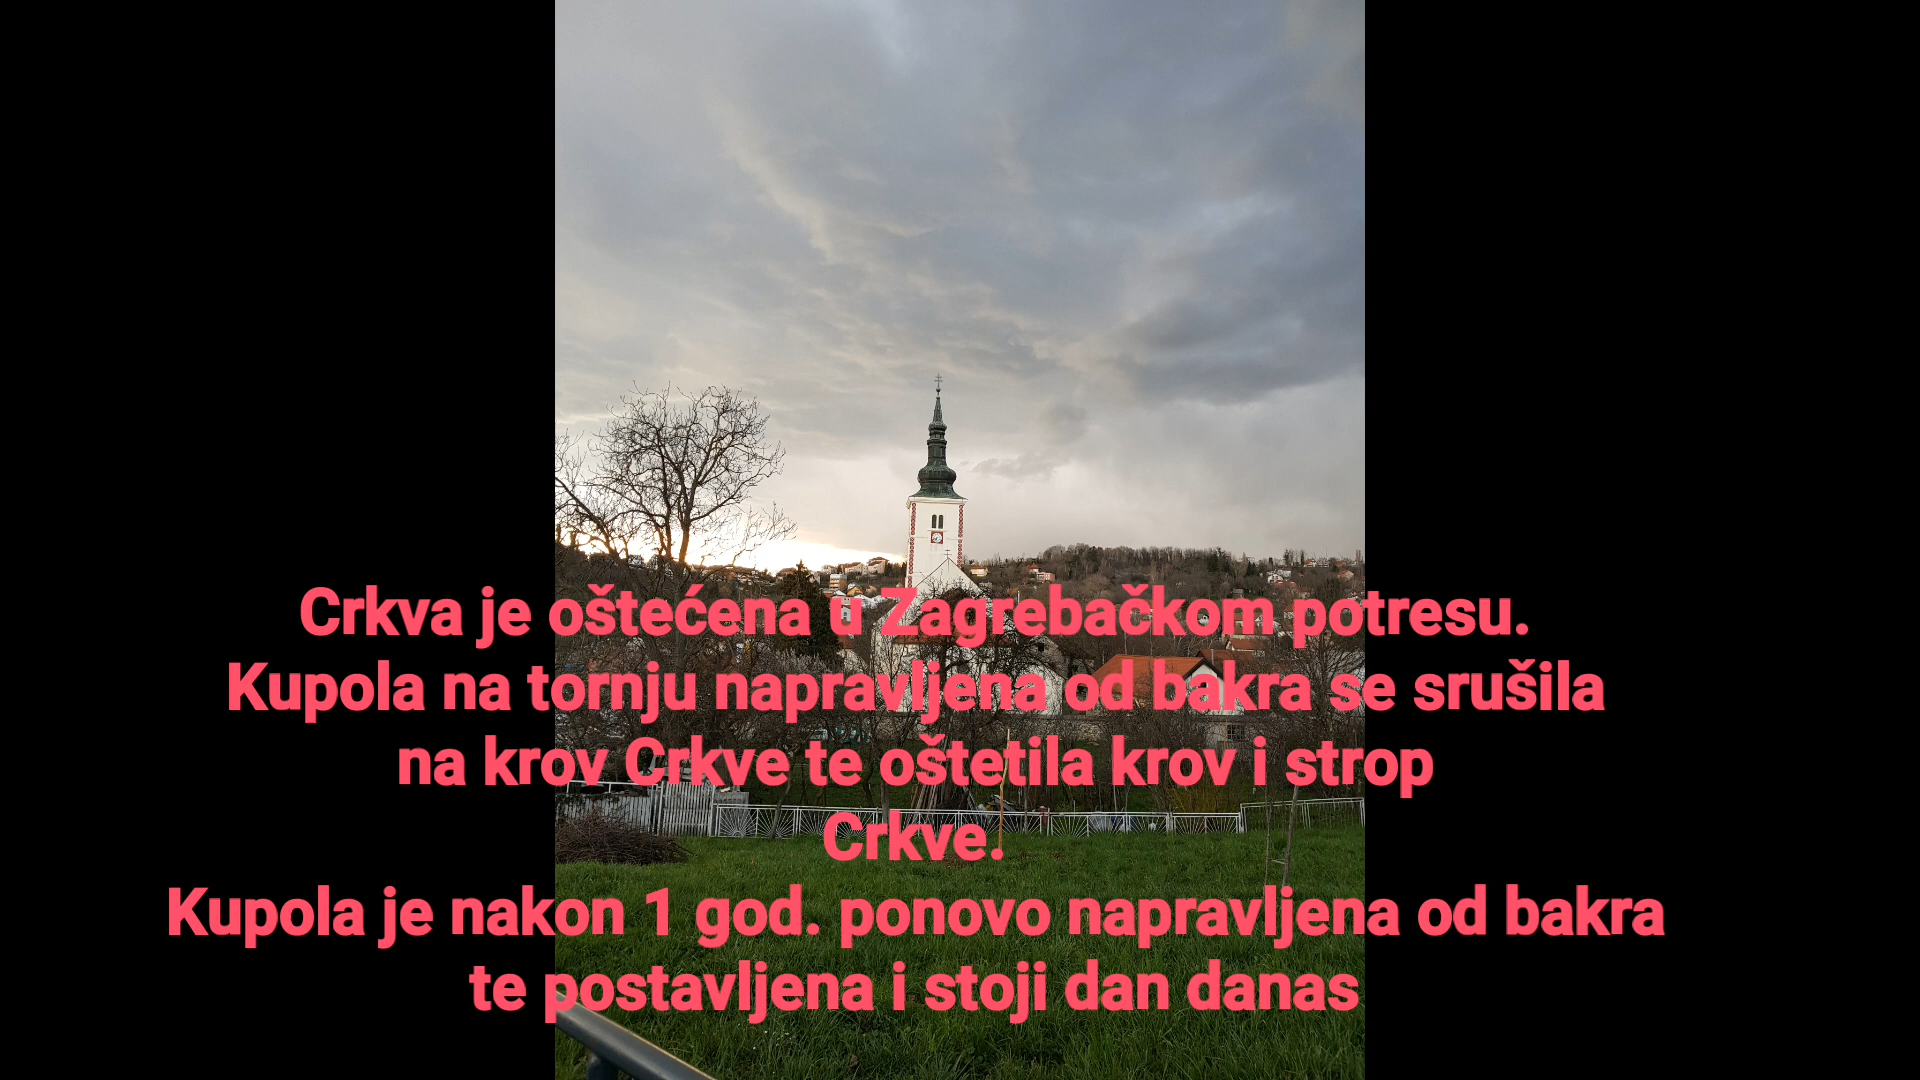 Crkva je oštećena u Zagrebačkom potresu.
Kupola na tornju napravljena od bakra se srušila
na krov Crkve te oštetila krov i strop
Crkve.
Kupola je nakon 1 god. ponovo napravljena od bakra
te postavljena i stoji dan danas